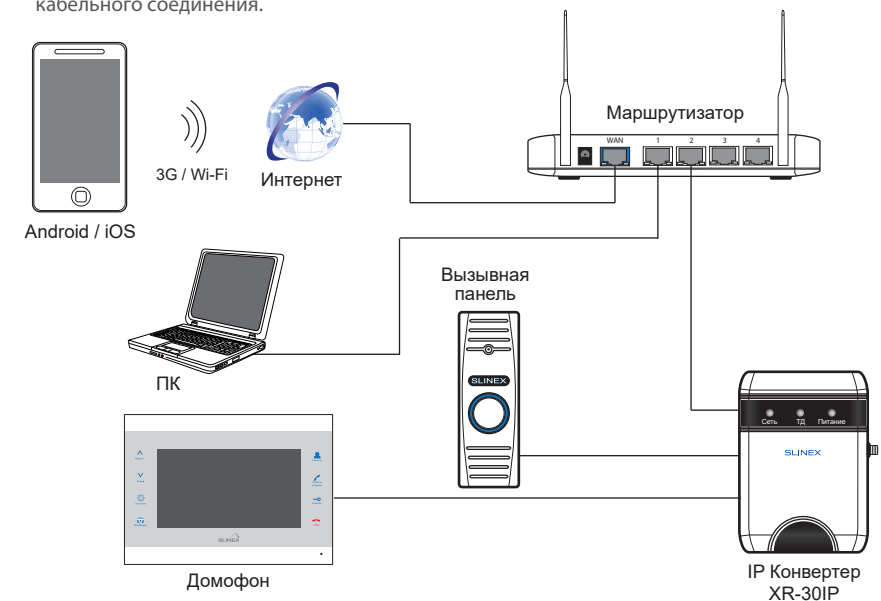 кабельного соединения.
Маршрутизатор
WAN 1 2 3 4
3G / Wi-Fi
Интернет
Android / iOS
Вызывная
панель
SLINEX
ПК
Сеть ТД Питание
SLINEX
SLINEX
Домофон
IP Конвертер
XR-30IP